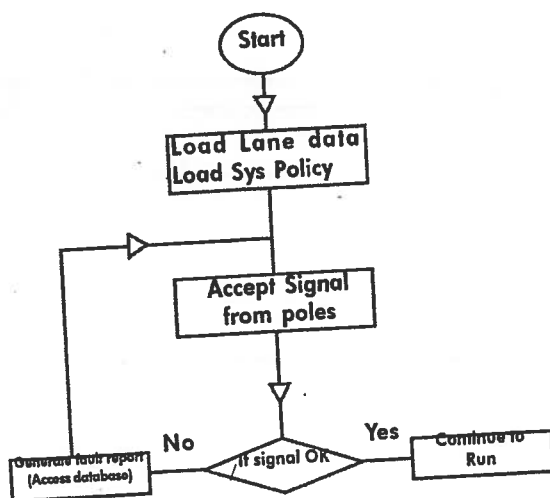 Start
Load Lane data
Load Sys Policy
Accept Signal
from poles
If signal OK
No
Yes
Generate fault report
(Access database)
Continue to
Run